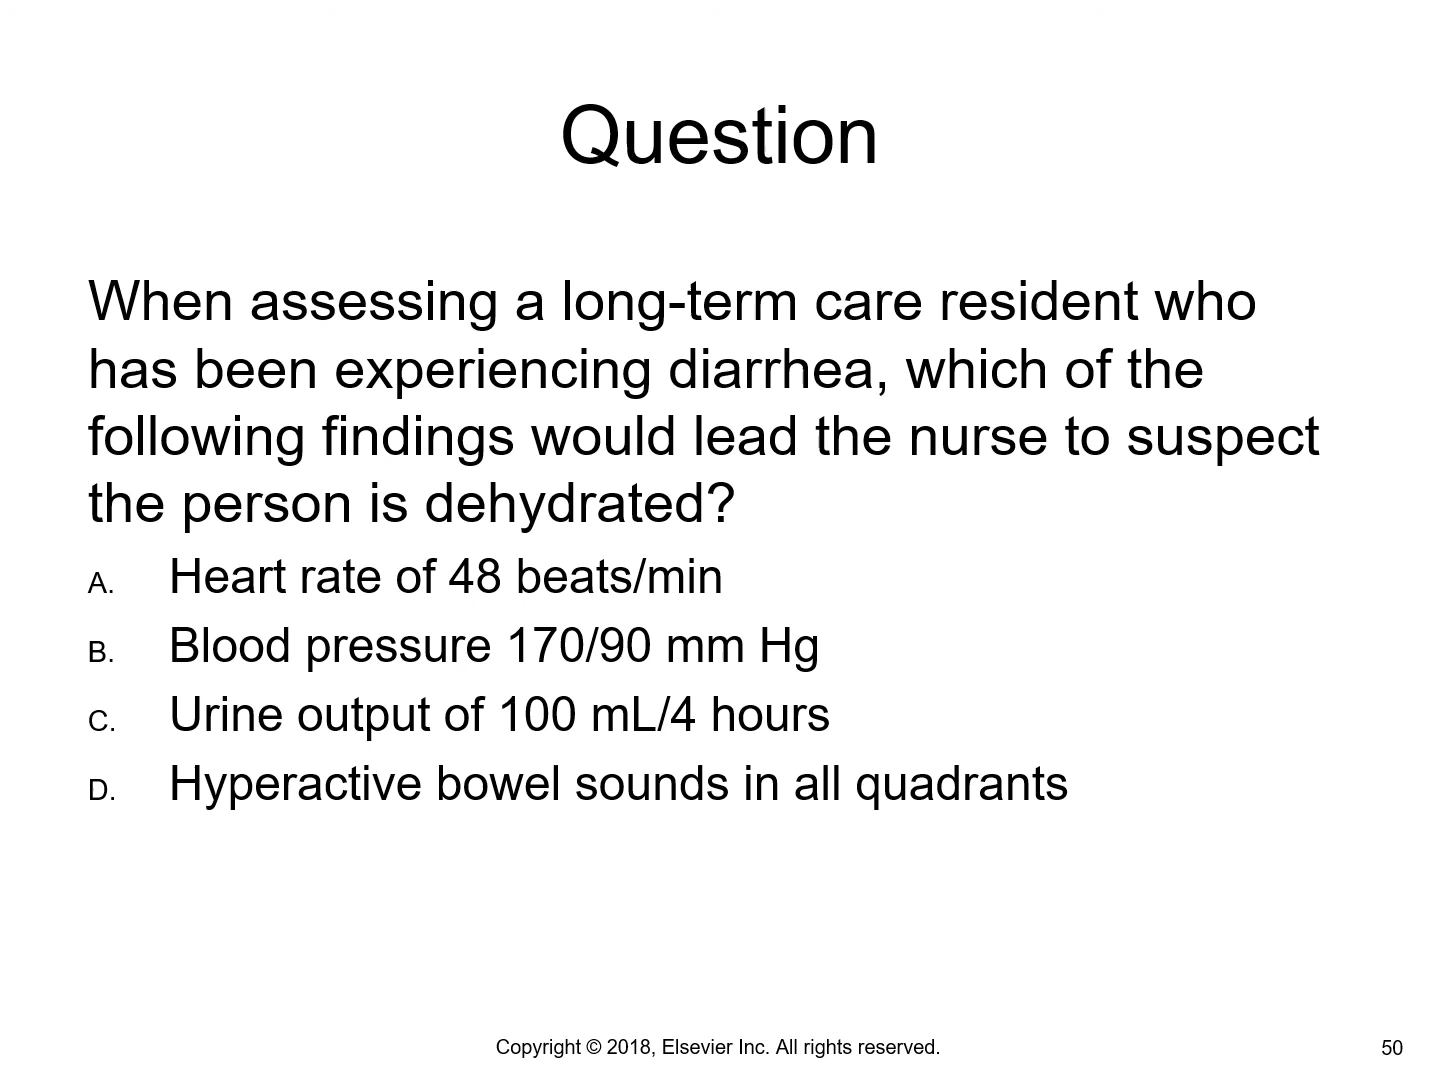 Question
When assessing a long-term care resident who
has been experiencing diarrhea, which of the
following findings would lead the nurse to suspect
the person is dehydrated?
A. Heart rate of 48 beats/min
B. Blood pressure 170/90 mm Hg
C. Urine output of 100 mL/4 hours
D. Hyperactive bowel sounds in all quadrants
Copyright © 2018, Elsevier Inc. All rights reserved. 50